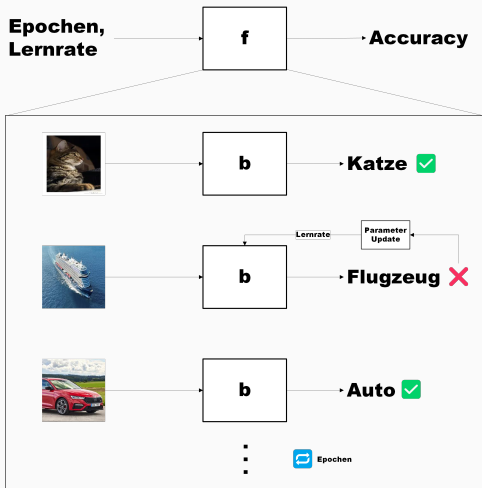 Epochen,
Lernrate
f
Accuracy
b
Katze
Lernrate
Parameter
Update
b
Flugzeug
b
Auto
Epochen